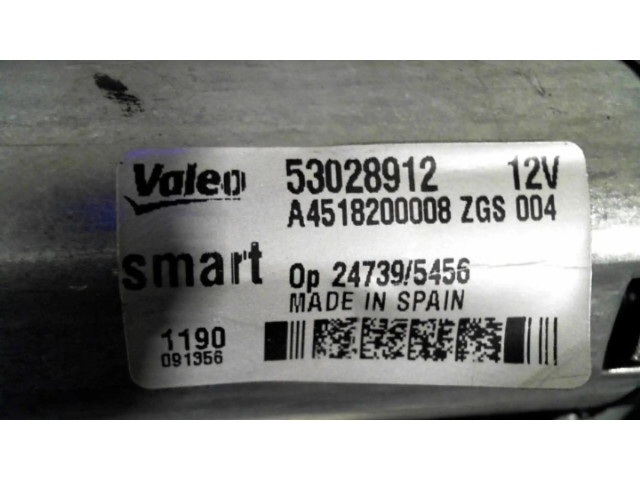 Valeo 53028912 12V
A4518200008 ZGS 004
smart Op 24739/5456
MADE IN SPAIN
1190
091356